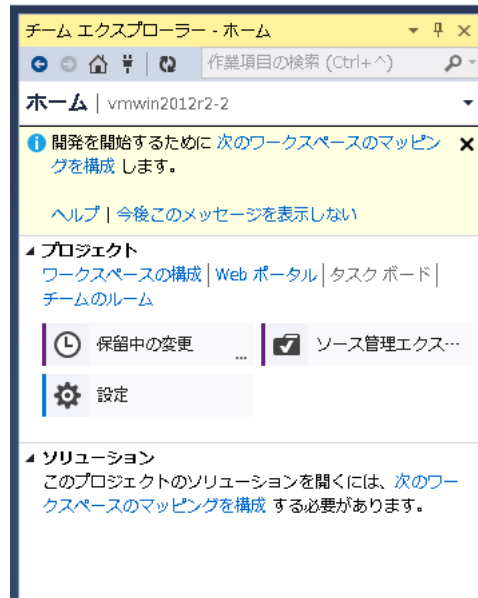 チーム エクスプローラー - ホーム
作業項目の検索 (Ctrl+^)
ホーム | vmwin2012r2-2
開発を開始するために 次のワークスペースのマッピン
グを構成 します。
ヘルプ | 今後このメッセージを表示しない
プロジェクト
ワークスペースの構成 | Web ポータル | タスク ボード |
チームのルーム
保留中の変更 ...
ソース管理エクス…
設定
ソリューション
このプロジェクトのソリューションを開くには、次のワー
クスペースのマッピングを構成 する必要があります。